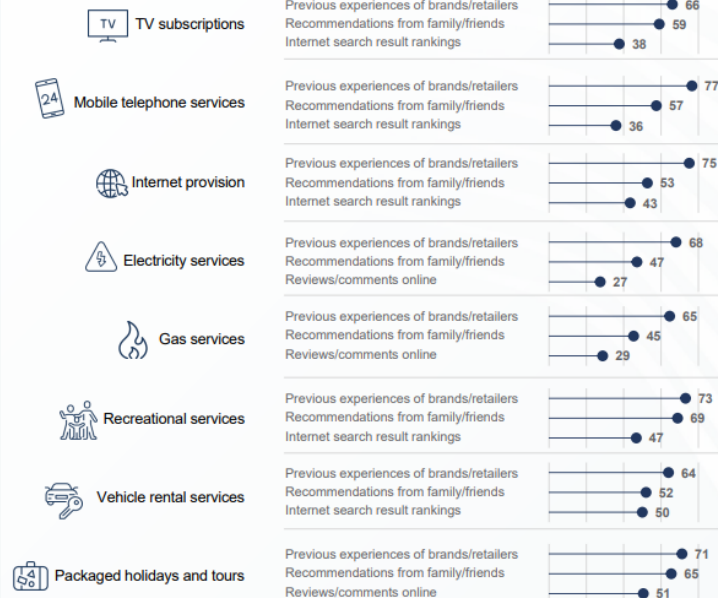 Previous experiences of brands/retailers 66
TV TV subscriptions
Recommendations from family/friends 59
Internet search result rankings 38
Previous experiences of brands/retailers 77
24 Mobile telephone services
Recommendations from family/friends 57
Internet search result rankings 36
Previous experiences of brands/retailers 75
Internet provision
Recommendations from family/friends 53
Internet search result rankings 43
Previous experiences of brands/retailers 68
Electricity services
Recommendations from family/friends 47
Reviews/comments online 27
Previous experiences of brands/retailers 65
Gas services
Recommendations from family/friends 45
Reviews/comments online 29
Previous experiences of brands/retailers 73
Recreational services
Recommendations from family/friends 69
Internet search result rankings 47
Previous experiences of brands/retailers 64
Vehicle rental services
Recommendations from family/friends 52
Internet search result rankings 50
Previous experiences of brands/retailers 71
Packaged holidays and tours
Recommendations from family/friends 65
Reviews/comments online 51